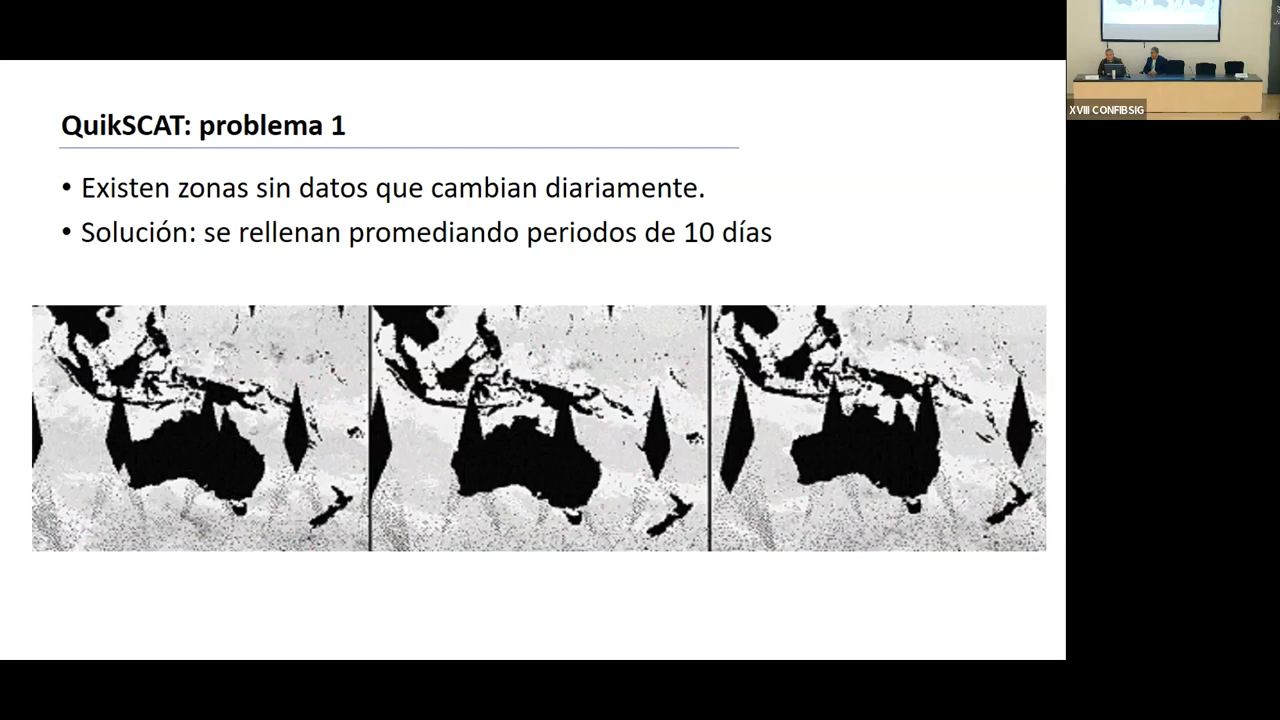 QuikSCAT: problema 1
• Existen zonas sin datos que cambian diariamente.
• Solución: se rellenan promediando periodos de 10 días
XVIII CONFIBSIG